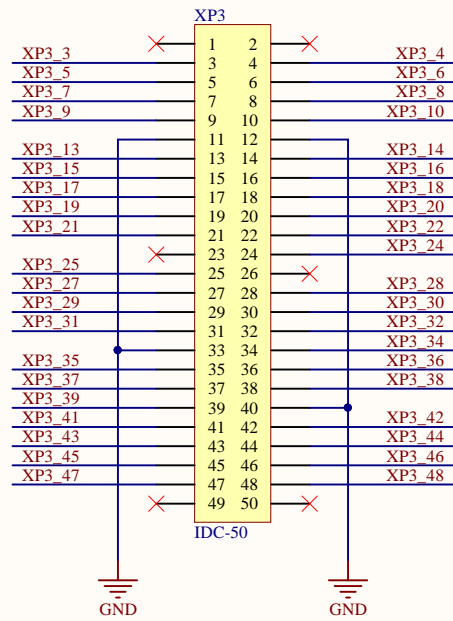 XP3
1 2
XP3_3 3 4 XP3_4
XP3_5 5 6 XP3_6
XP3_7 7 8 XP3_8
XP3_9 9 10 XP3_10
11 12
XP3_13 13 14 XP3_14
XP3_15 15 16 XP3_16
XP3_17 17 18 XP3_18
XP3_19 19 20 XP3_20
XP3_21 21 22 XP3_22
23 24 XP3_24
XP3_25 25 26
XP3_27 27 28 XP3_28
XP3_29 29 30 XP3_30
XP3_31 31 32 XP3_32
33 34 XP3_34
XP3_35 35 36 XP3_36
XP3_37 37 38 XP3_38
XP3_39 39 40
XP3_41 41 42 XP3_42
XP3_43 43 44 XP3_44
XP3_45 45 46 XP3_46
XP3_47 47 48 XP3_48
49 50
IDC-50
GND GND